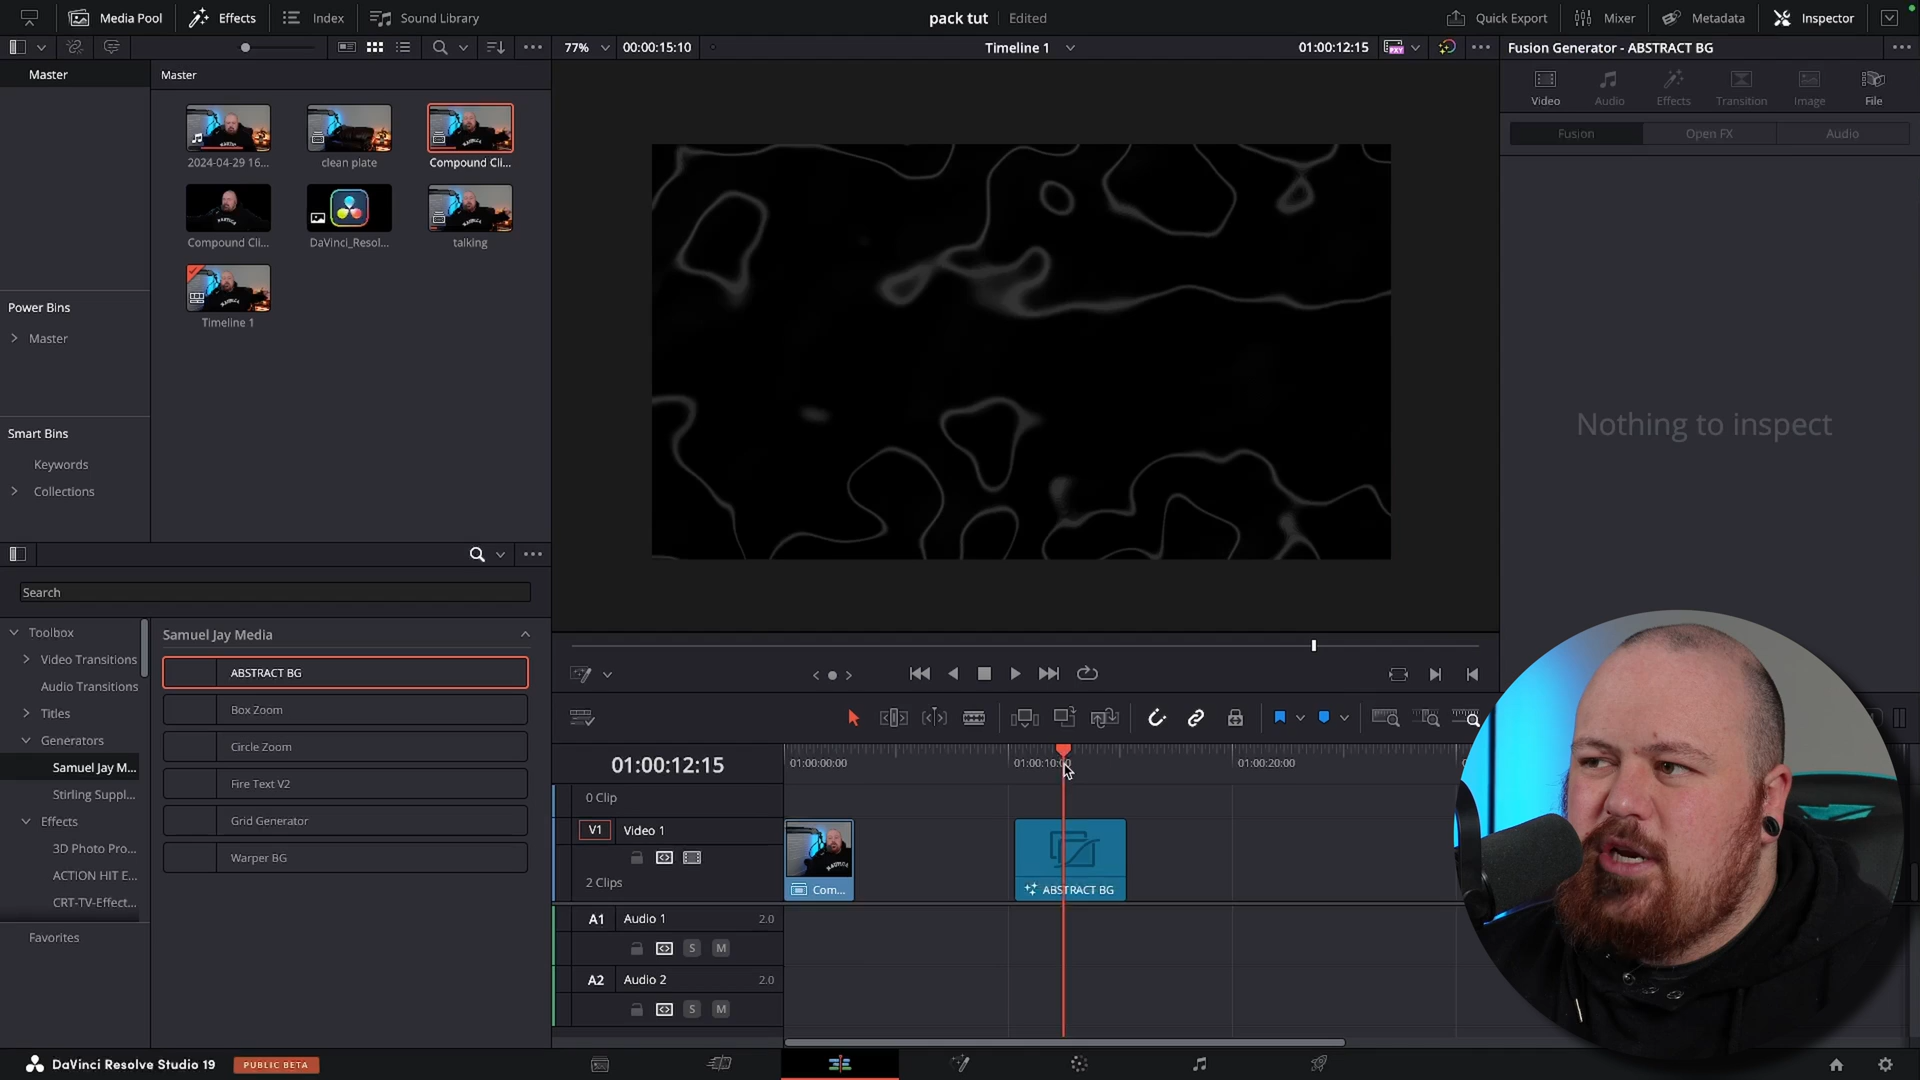 Media Pool
Effects
Index
Sound Library
pack tut
Edited
Quick Export
Mixer
Metadata
Inspector
77%
00:00:15:10
Timeline 1
01:00:12:15
Fusion Generator - ABSTRACT BG
Master
Master
Video
Audio
Effects
Transition
Image
File
Fusion
Open FX
Audio
2024-04-29 16...
clean plate
Compound Cli...
Compound Cli...
DaVinci_Resol...
talking
Timeline 1
Power Bins
Master
Smart Bins
Keywords
Collections
Nothing to inspect
Search
Toolbox
Video Transitions
Audio Transitions
Titles
Generators
Samuel Jay M...
Stirling Suppl...
Effects
3D Photo Pro...
ACTION HIT E...
CRT-TV-Effect...
Favorites
Samuel Jay Media
ABSTRACT BG
Box Zoom
Circle Zoom
Fire Text V2
Grid Generator
Warper BG
01:00:12:15
01:00:00:00
01:00:10:00
01:00:20:00
0 Clip
V1
Video 1
2 Clips
Com...
ABSTRACT BG
A1
Audio 1
2.0
S
M
A2
Audio 2
2.0
S
M
DaVinci Resolve Studio 19
PUBLIC BETA